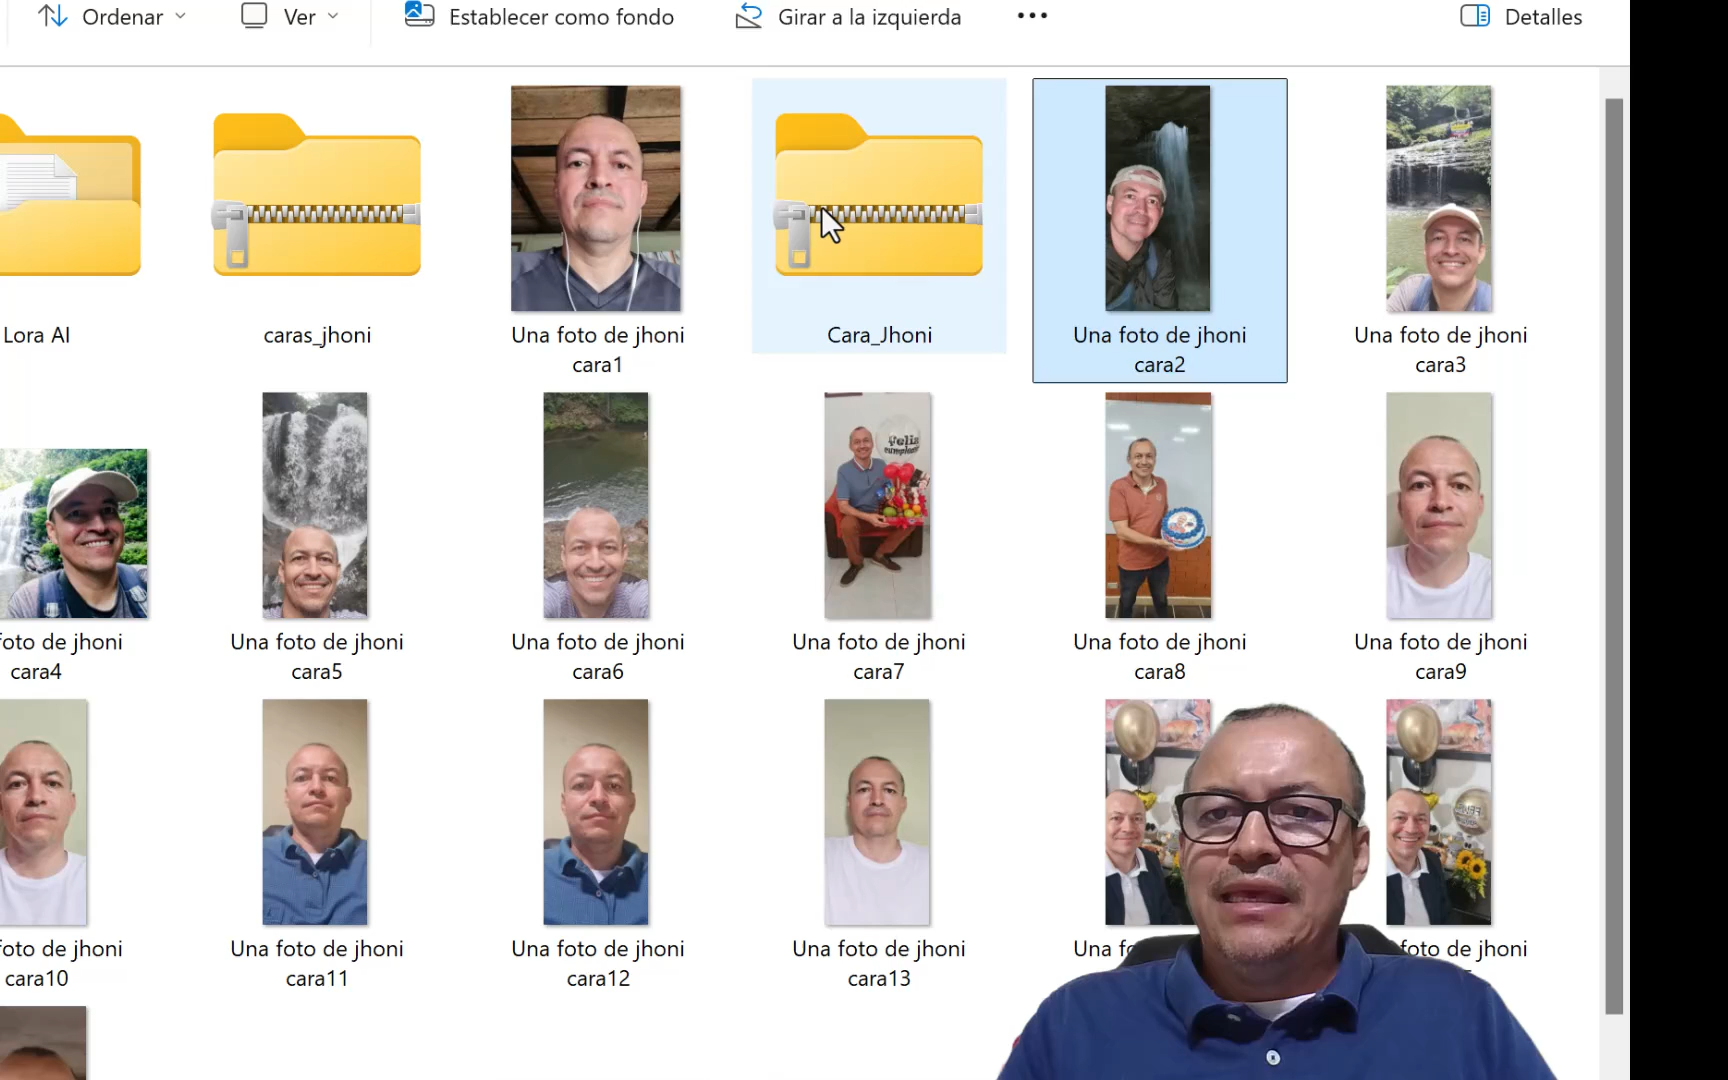 Ordenar
Ver
Establecer como fondo
Girar a la izquierda
Detalles
Lora AI
caras_jhoni
Una foto de jhoni
cara1
Cara_Jhoni
Una foto de jhoni
cara2
Una foto de jhoni
cara3
foto de jhoni
cara4
Una foto de jhoni
cara5
Una foto de jhoni
cara6
Una foto de jhoni
cara7
Una foto de jhoni
cara8
Una foto de jhoni
cara9
foto de jhoni
cara10
Una foto de jhoni
cara11
Una foto de jhoni
cara12
Una foto de jhoni
cara13
Una
foto de jhoni